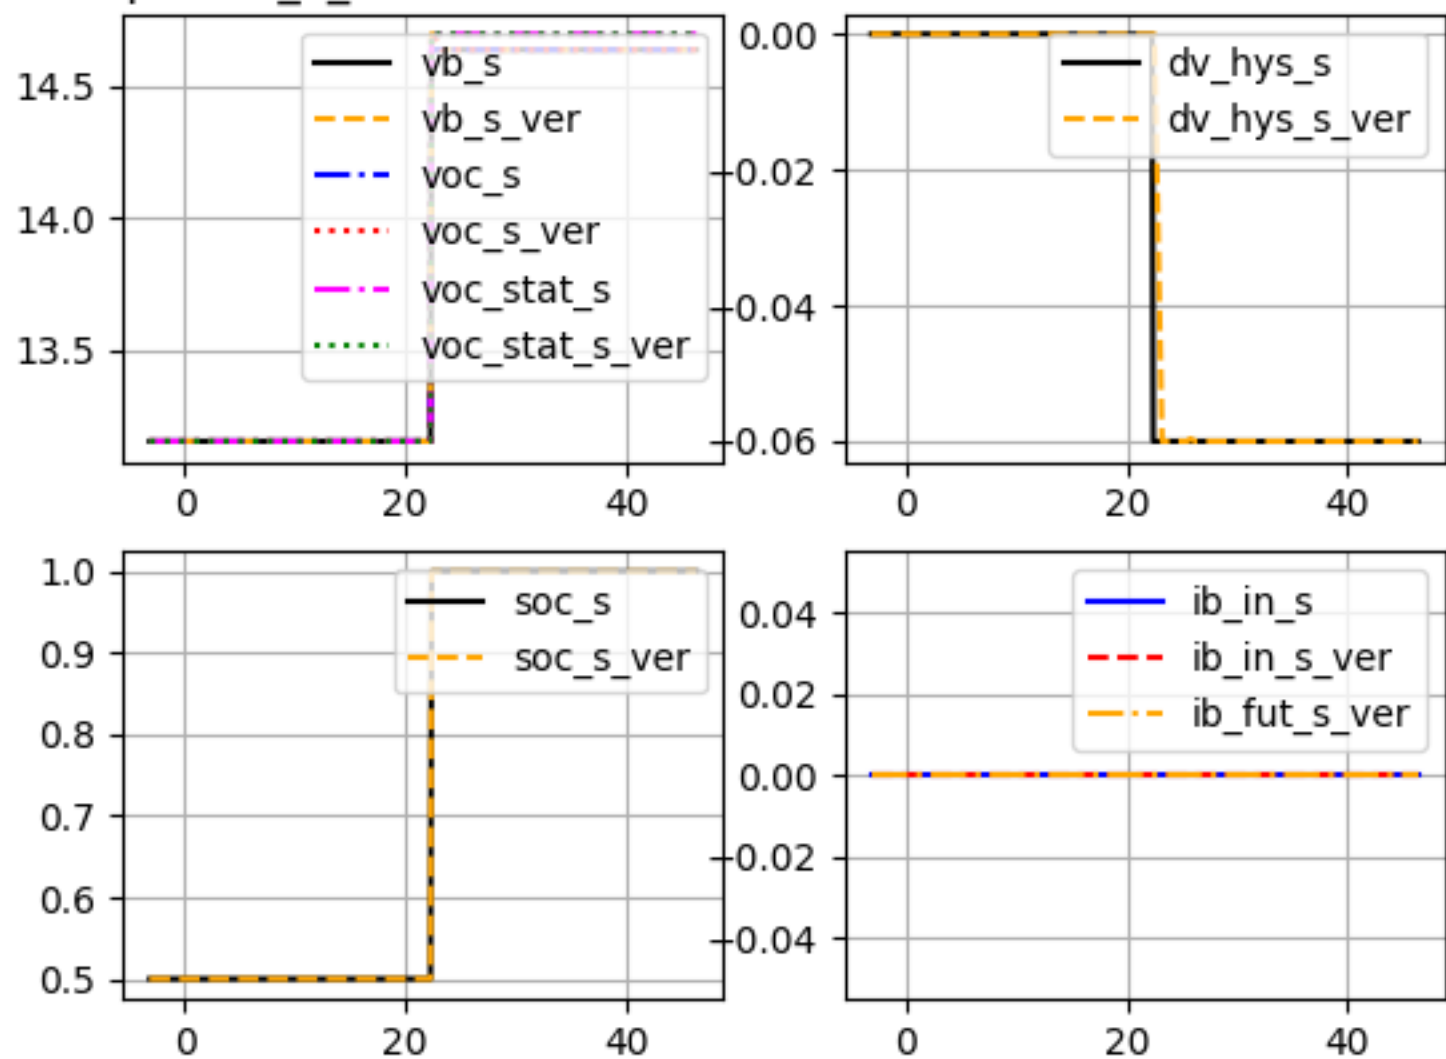 14.5
14.0
13.5
0
20
40
vb_s
vb_s_ver
voc_s
voc_s_ver
voc_stat_s
voc_stat_s_ver
0.00
−0.02
−0.04
−0.06
0
20
40
dv_hys_s
dv_hys_s_ver
1.0
0.9
0.8
0.7
0.6
0.5
0
20
40
soc_s
soc_s_ver
0.04
0.02
0.00
−0.02
−0.04
0
20
40
ib_in_s
ib_in_s_ver
ib_fut_s_ver